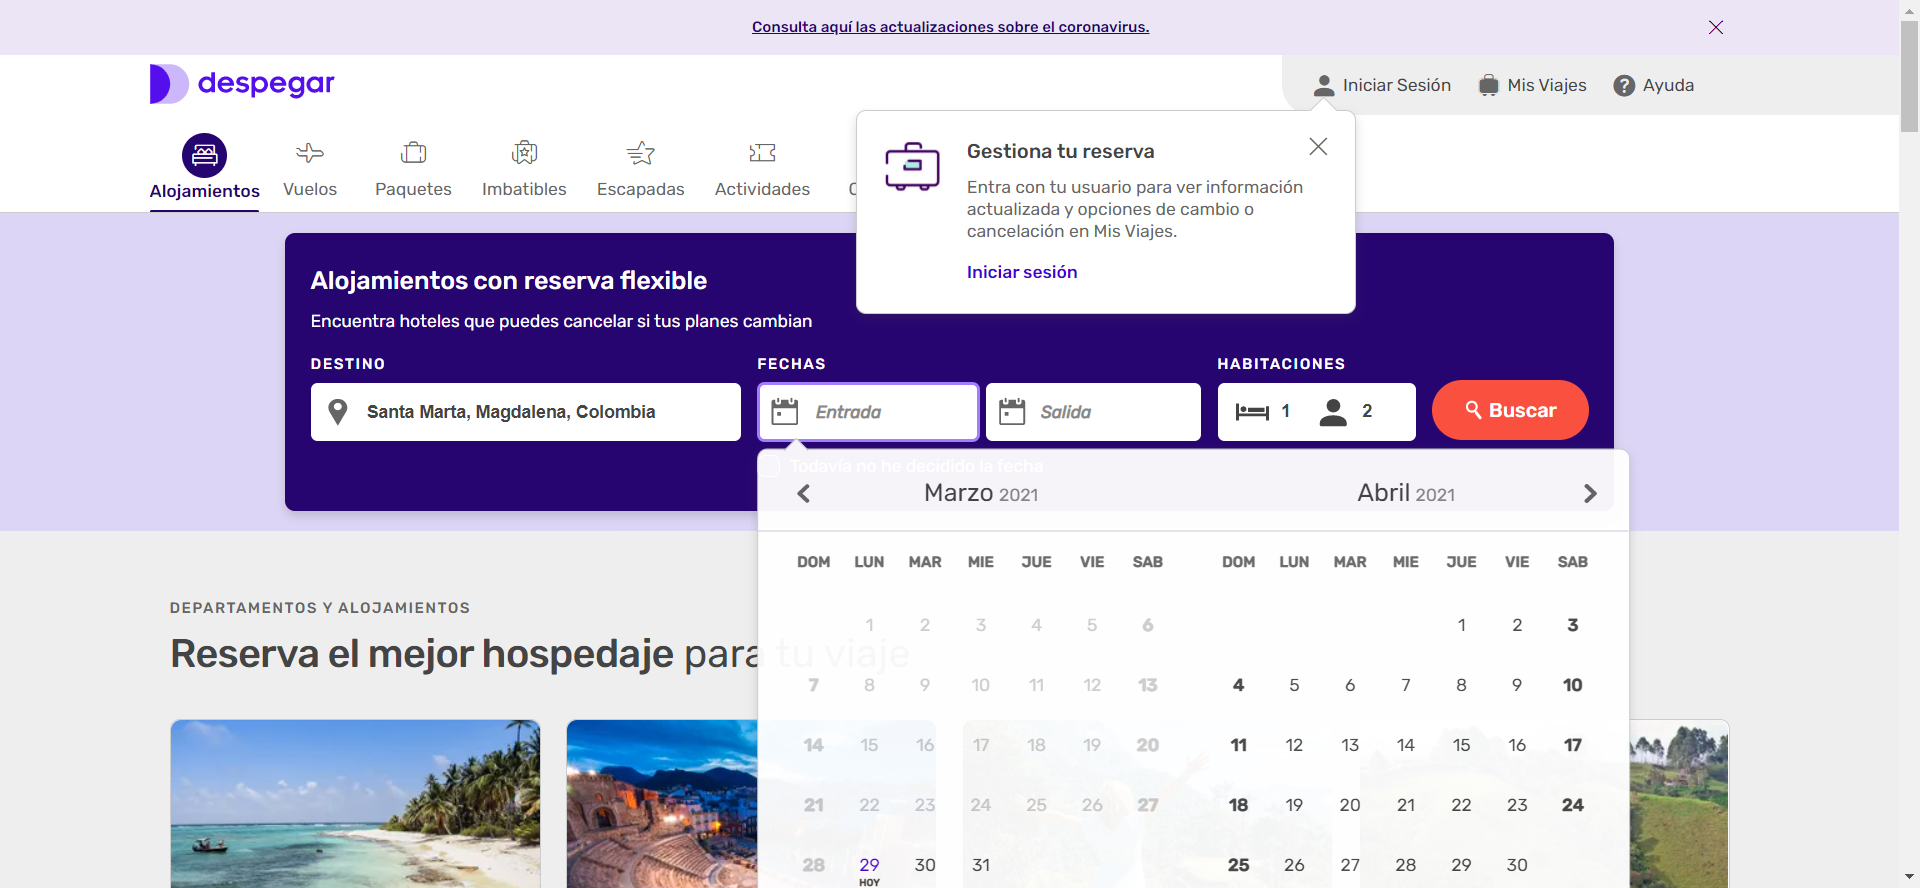 Consulta aquí las actualizaciones sobre el coronavirus.
despegar
Iniciar Sesión
Mis Viajes
? Ayuda
Alojamientos
Vuelos
Paquetes
Imbatibles
Escapadas
Actividades
Gestiona tu reserva
Entra con tu usuario para ver información
actualizada y opciones de cambio o
cancelación en Mis Viajes.
Iniciar sesión
Alojamientos con reserva flexible
Encuentra hoteles que puedes cancelar si tus planes cambian
DESTINO
Santa Marta, Magdalena, Colombia
FECHAS
Entrada
Salida
HABITACIONES
1 2
Buscar
Todavía no he decidido la fecha
Marzo 2021
DOM LUN MAR MIE JUE VIE SAB
1 2 3 4 5 6
7 8 9 10 11 12 13
14 15 16 17 18 19 20
21 22 23 24 25 26 27
28 29 30 31
HOY
Abril 2021
DOM LUN MAR MIE JUE VIE SAB
1 2 3
4 5 6 7 8 9 10
11 12 13 14 15 16 17
18 19 20 21 22 23 24
25 26 27 28 29 30
DEPARTAMENTOS Y ALOJAMIENTOS
Reserva el mejor hospedaje para tu viaje